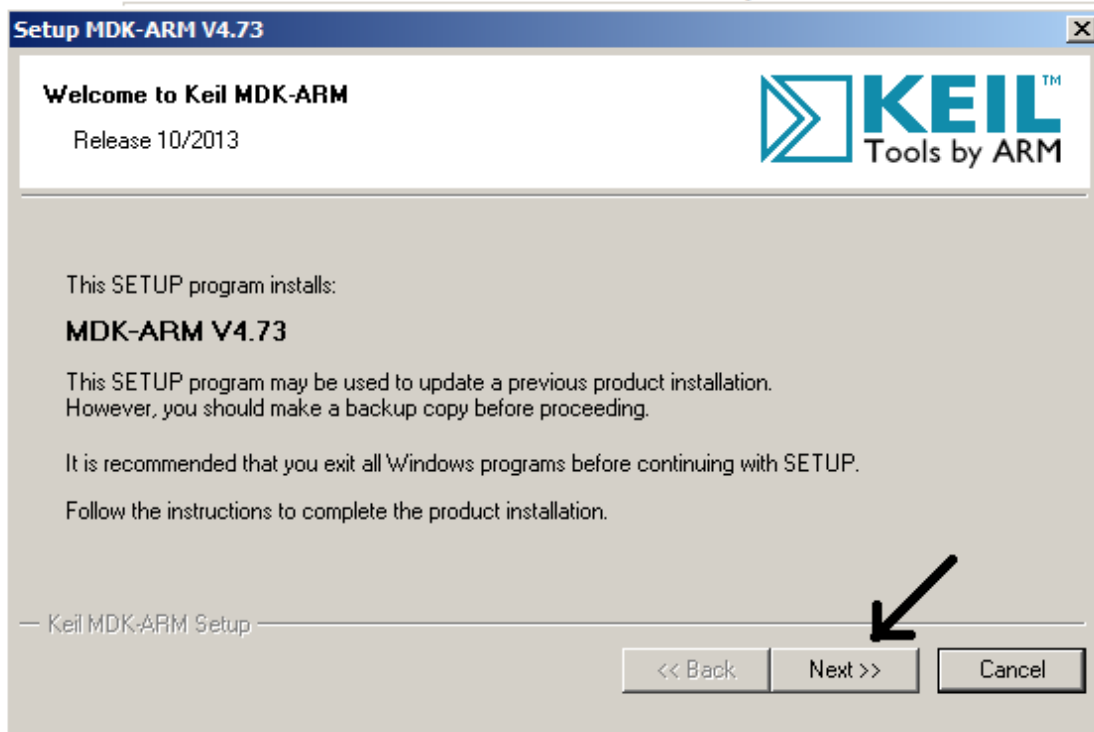 Setup MDK-ARM V4.73
Welcome to Keil MDK-ARM
Release 10/2013
KEIL™
Tools by ARM
This SETUP program installs:
MDK-ARM V4.73
This SETUP program may be used to update a previous product installation.
However, you should make a backup copy before proceeding.
It is recommended that you exit all Windows programs before continuing with SETUP.
Follow the instructions to complete the product installation.
Keil MDK-ARM Setup
<< Back
Next >>
Cancel